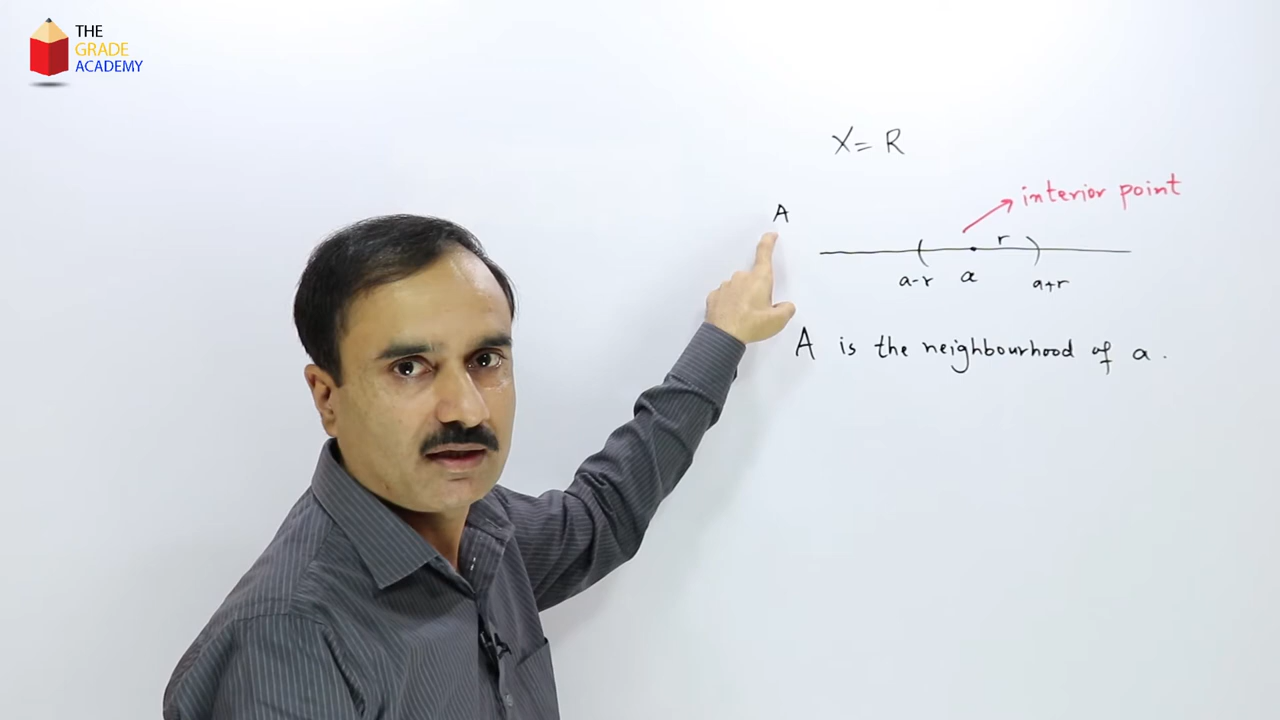 THE
GRADE
ACADEMY
X = R
interior point
A
r
a-r a a+r
A is the neighbourhood of a.